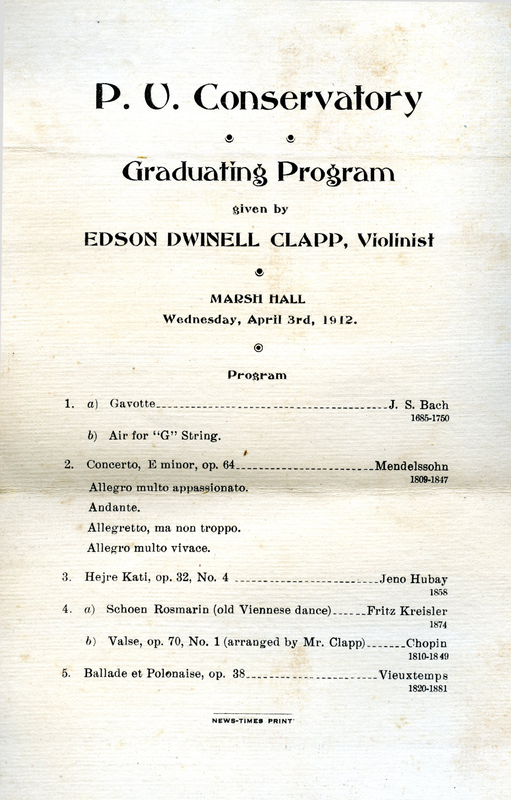 P. U. Conservatory
Graduating Program
given by
EDSON DWINELL CLAPP, Violinist
MARSH HALL
Wednesday, April 3rd, 1912.
Program
1. a) Gavotte J. S. Bach
1685-1750
b) Air for "G" String.
2. Concerto, E minor, op. 64 Mendelssohn
1809-1847
Allegro multo appassionato.
Andante.
Allegretto, ma non troppo.
Allegro multo vivace.
3. Hejre Kati, op. 32, No. 4 Jeno Hubay
1858
4. a) Schoen Rosmarin (old Viennese dance) Fritz Kreisler
1874
b) Valse, op. 70, No. 1 (arranged by Mr. Clapp) Chopin
1810-1849
5. Ballade et Polonaise, op. 38 Vieuxtemps
1820-1881
NEWS-TIMES PRINT